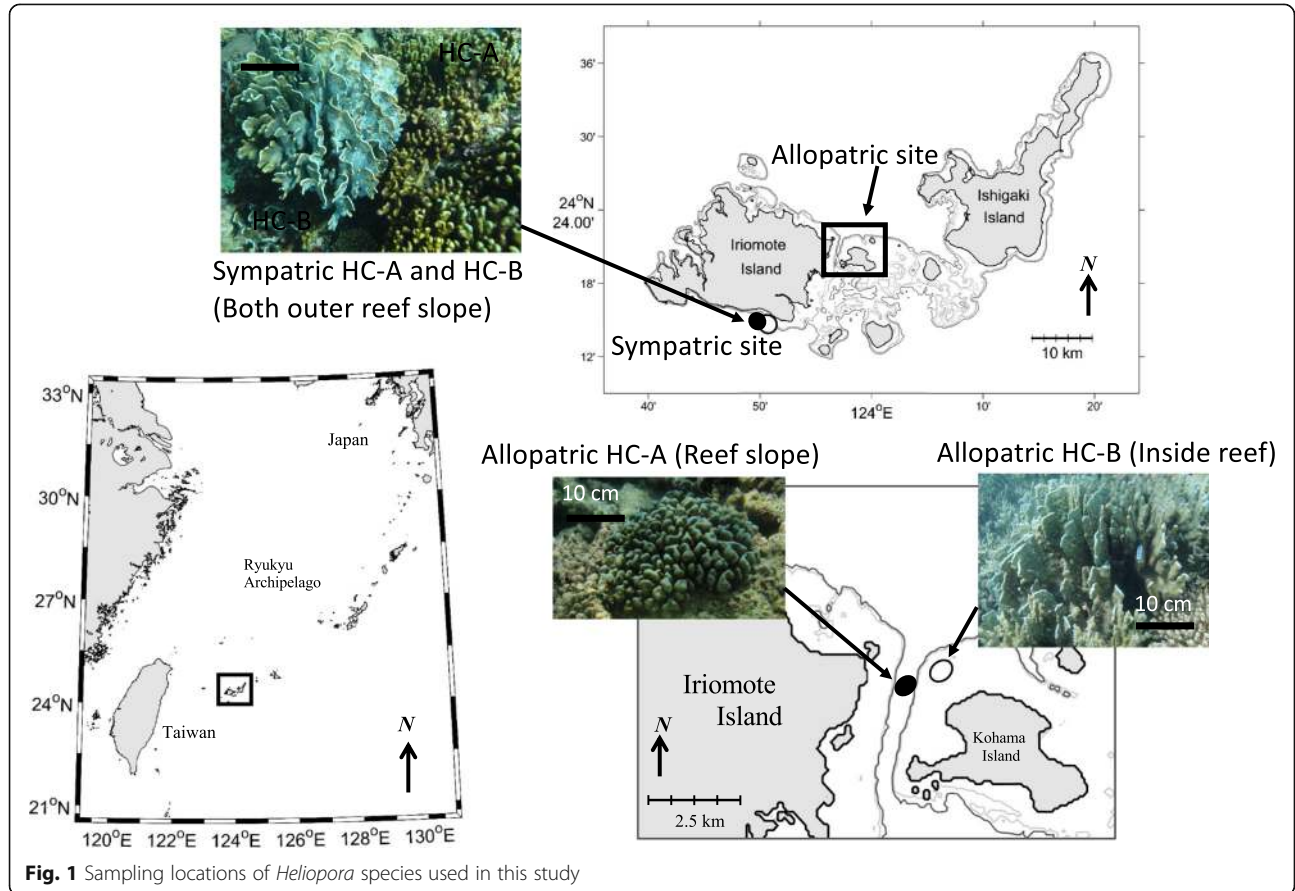 HC-A
HC-B
Sympatric HC-A and HC-B
(Both outer reef slope)
36'
30'
24°N
24.00'
18'
12'
40'
50'
124°E
10'
20'
Allopatric site
Iriomote
Island
Ishigaki
Island
N
10 km
Sympatric site
33°N
30°N
27°N
24°N
21°N
120°E
122°E
124°E
126°E
128°E
130°E
Japan
Ryukyu
Archipelago
Taiwan
N
Allopatric HC-A (Reef slope)
10 cm
Allopatric HC-B (Inside reef)
10 cm
Iriomote
Island
N
2.5 km
Kohama
Island
Fig. 1 Sampling locations of Heliopora species used in this study